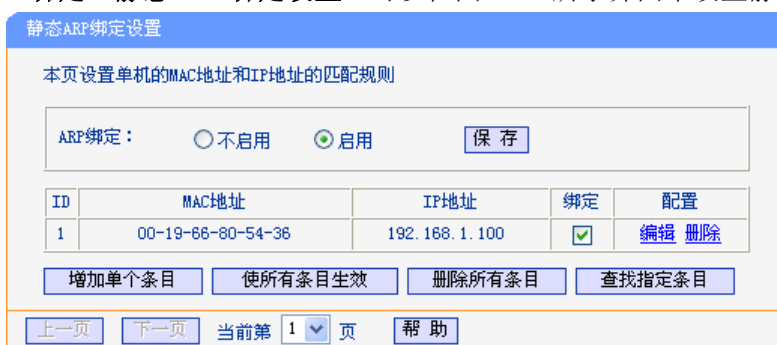 静态ARP绑定设置
本页设置单机的MAC地址和IP地址的匹配规则
ARP绑定： 不启用 启用 保 存
ID MAC地址 IP地址 绑定 配置
1 00-19-66-80-54-36 192.168.1.100 编辑 删除
增加单个条目 使所有条目生效 删除所有条目 查找指定条目
上一页 下一页 当前第 1 页 帮 助